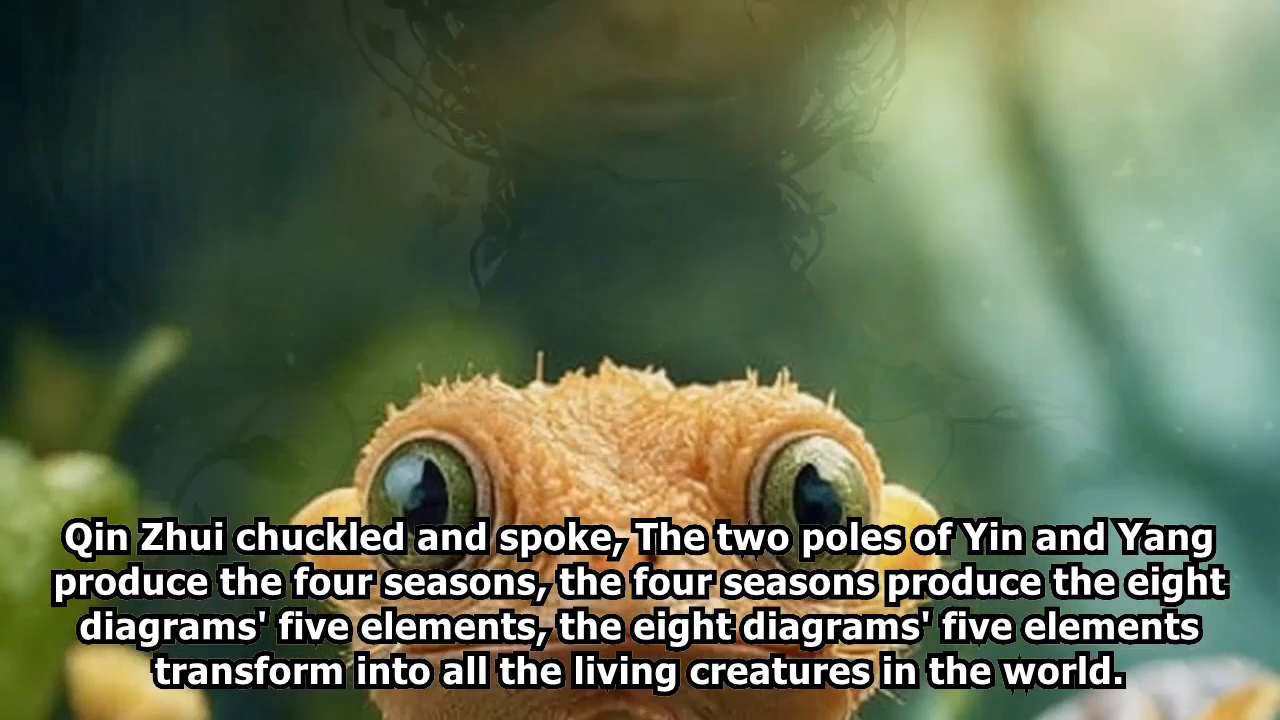 Qin Zhui chuckled and spoke, The two poles of Yin and Yang
produce the four seasons, the four seasons produce the eight
diagrams' five elements, the eight diagrams' five elements
transform into all the living creatures in the world.